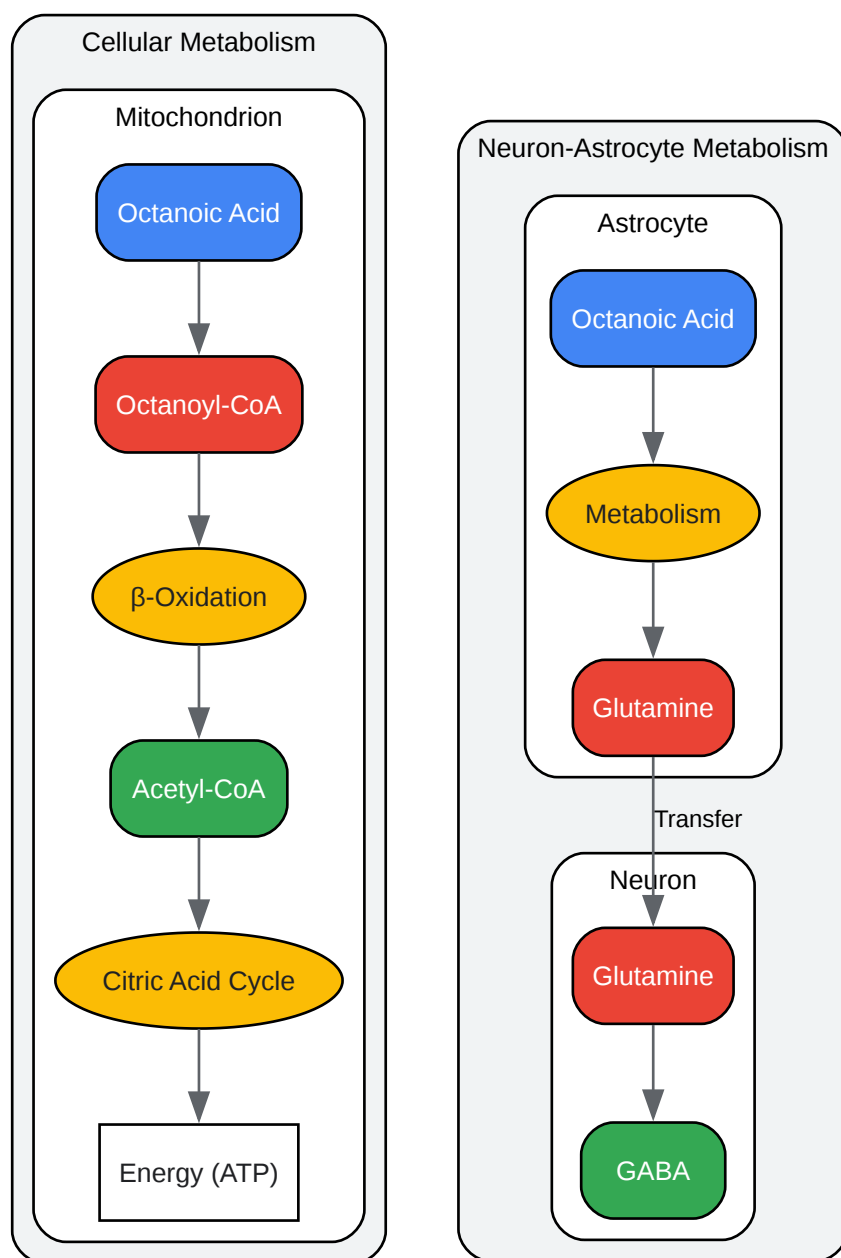 Cellular Metabolism
Mitochondrion
Octanoic Acid
Octanoyl-CoA
β-Oxidation
Acetyl-CoA
Citric Acid Cycle
Energy (ATP)
Neuron-Astrocyte Metabolism
Astrocyte
Octanoic Acid
Metabolism
Glutamine
Transfer
Neuron
Glutamine
GABA